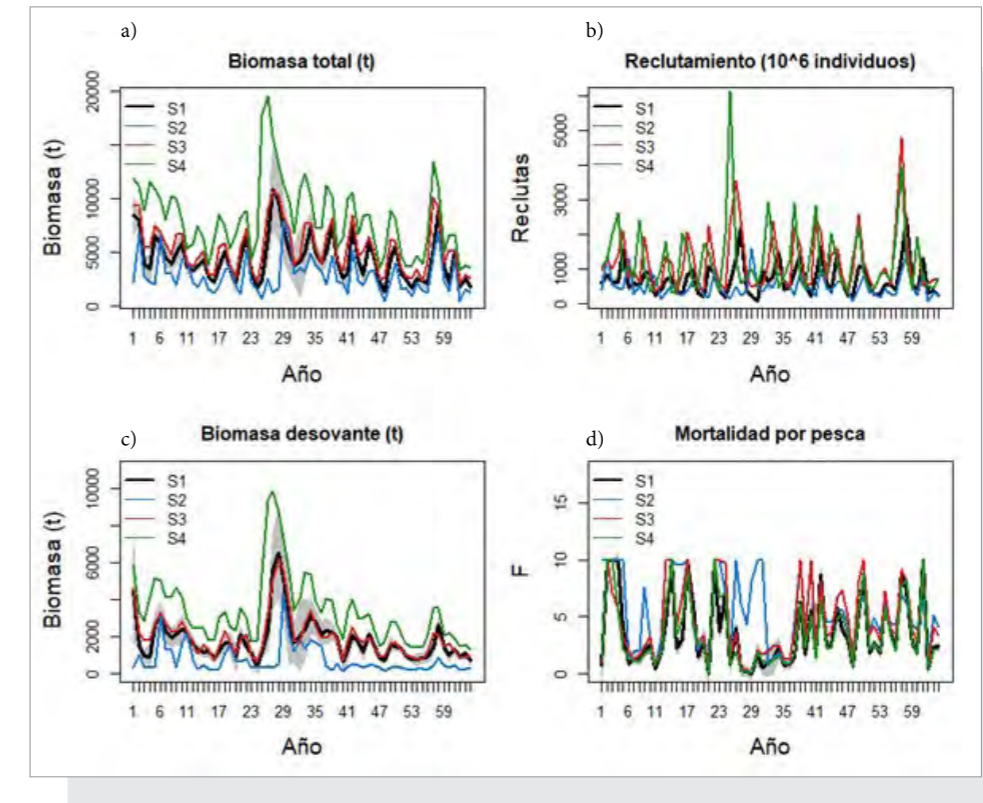 a)
Biomasa total (t)
Biomasa (t)
20000
10000
5000
0
S1
S2
S3
S4
1 6 11 17 23 29 35 41 47 53 59
Año
b)
Reclutamiento (10^6 individuos)
Reclutas
5000
3000
1000
0
S1
S2
S3
S4
1 6 11 17 23 29 35 41 47 53 59
Año
c)
Biomasa desovante (t)
Biomasa (t)
10000
6000
2000
0
S1
S2
S3
S4
1 6 11 17 23 29 35 41 47 53 59
Año
d)
Mortalidad por pesca
F
15
10
5
0
S1
S2
S3
S4
1 6 11 17 23 29 35 41 47 53 59
Año